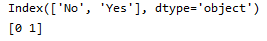 Index(['No', 'Yes'], dtype='object')
[0 1]